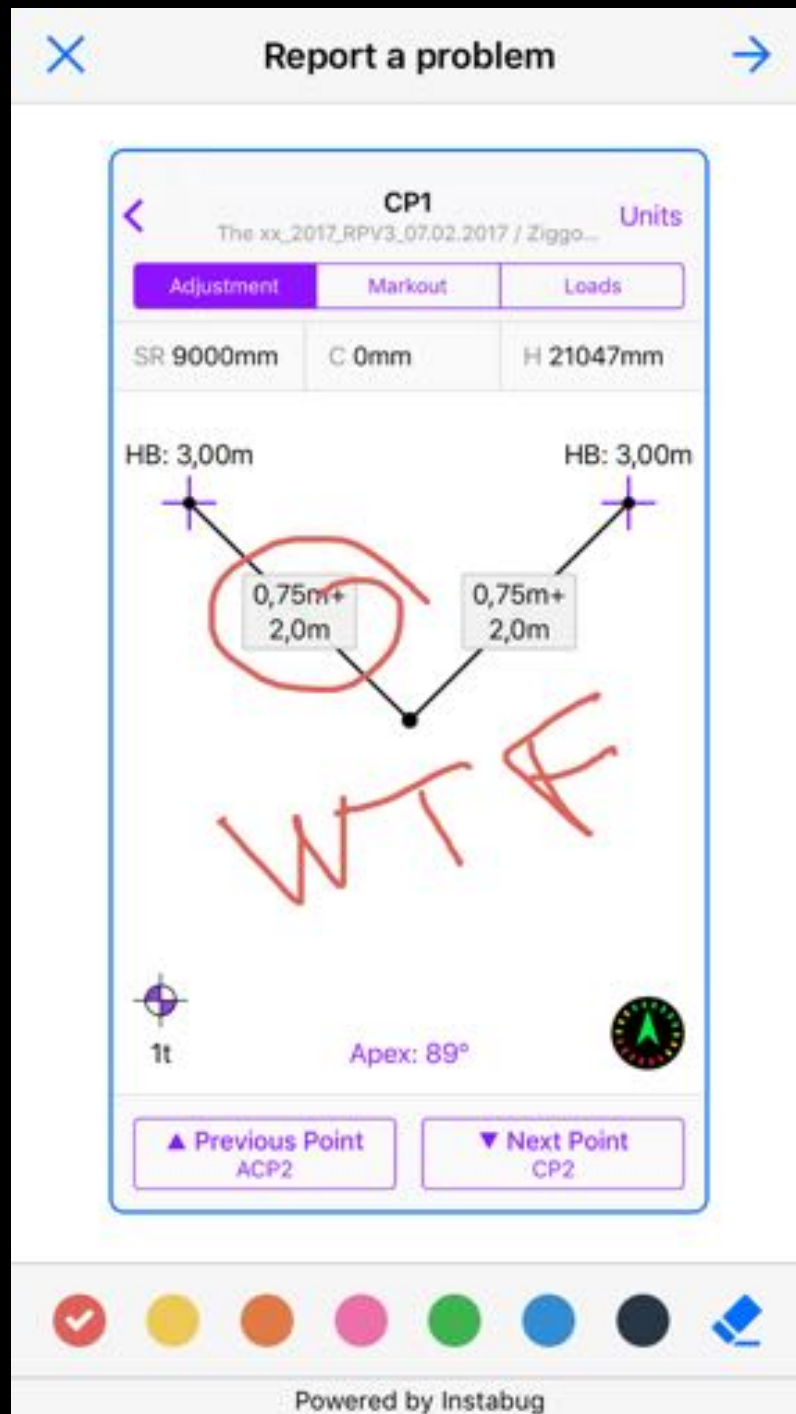 Report a problem
CP1
The xx_2017_RPV3_07.02.2017 / Ziggo...
Units
Adjustment
Markout
Loads
SR 9000mm
C 0mm
H 21047mm
HB: 3,00m
HB: 3,00m
0,75m+
2,0m
0,75m+
2,0m
WTF
1t
Apex: 89°
▲ Previous Point
ACP2
▼ Next Point
CP2
Powered by Instabug